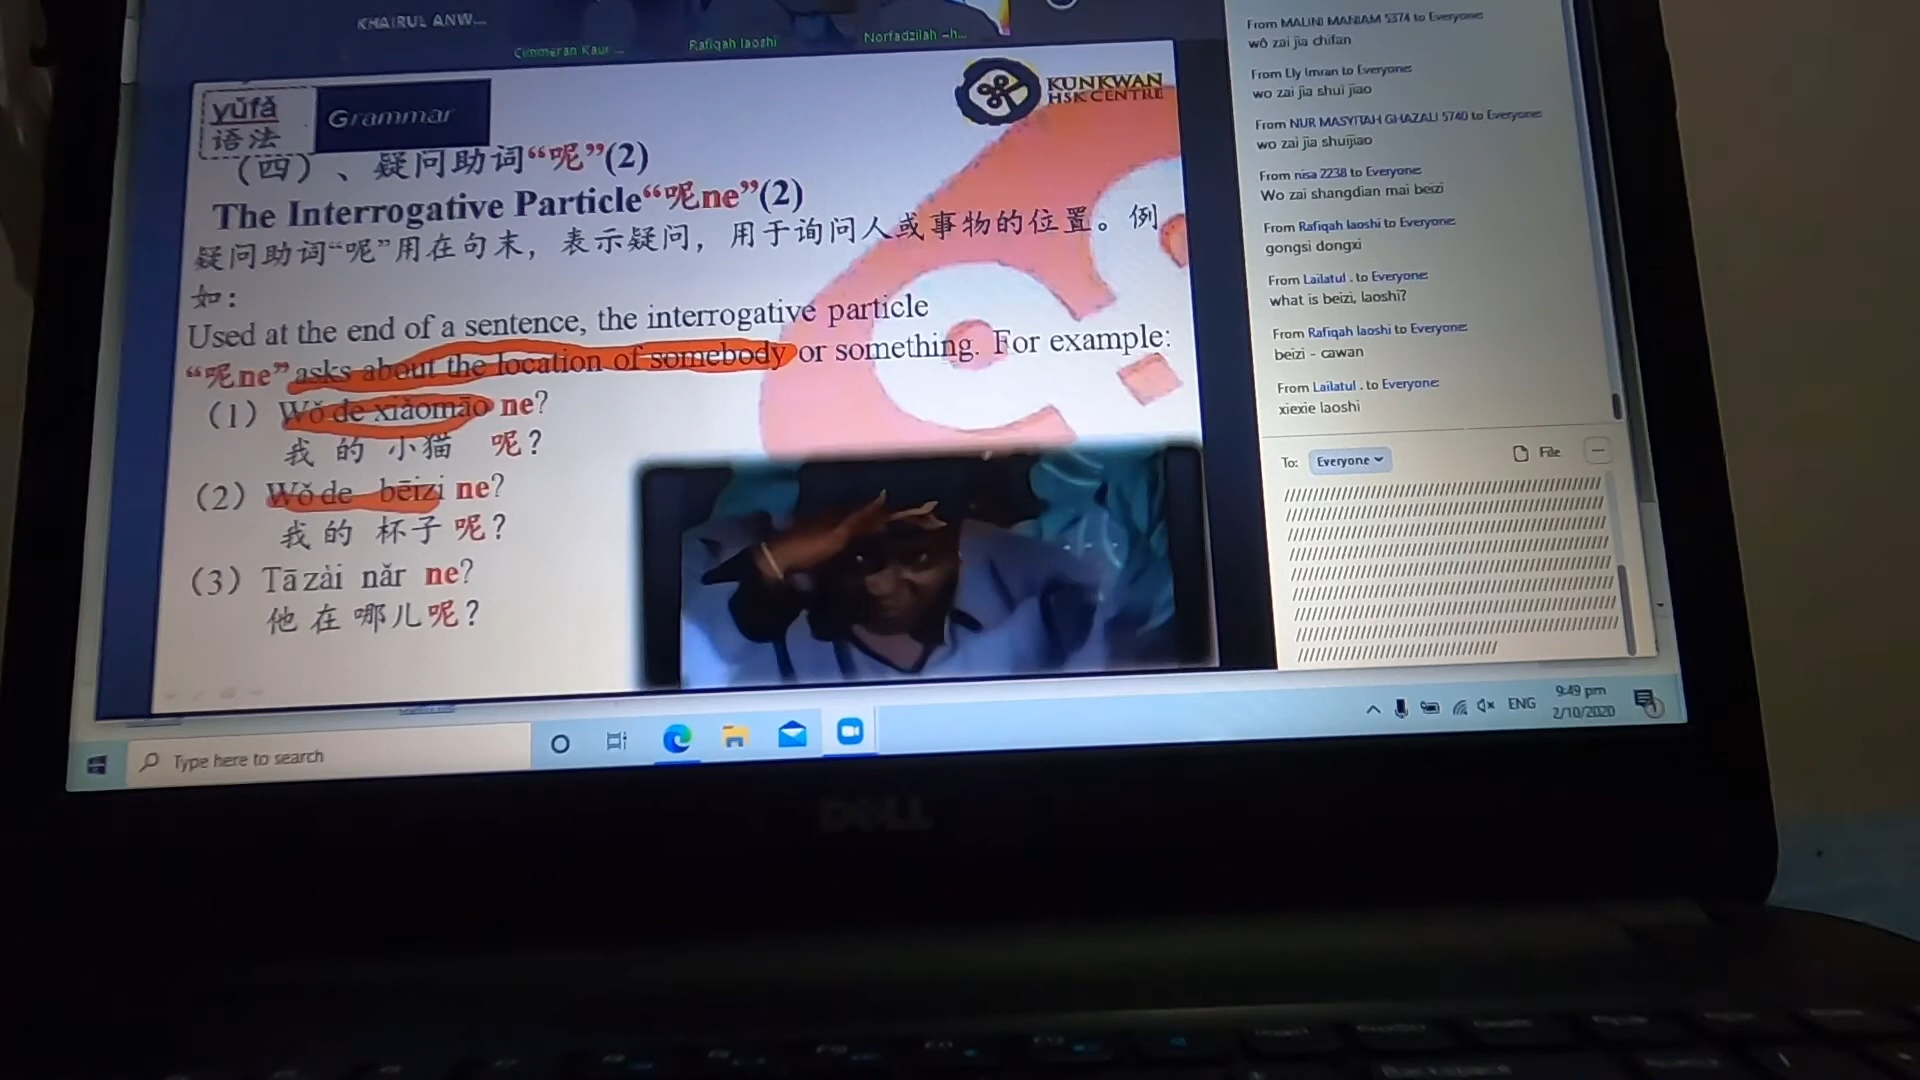 KHAIRUL ANW...
Cimmeran Kaur ...
Rafiqah laoshi
Norfadzilah -h...
yǔfǎ
语法
Grammar
KUNKWAN
HSK CENTRE
（四）、疑问助词“呢”(2)
The Interrogative Particle“呢ne”(2)
疑问助词“呢”用在句末，表示疑问，用于询问人或事物的位置。例
如：
Used at the end of a sentence, the interrogative particle
“呢ne”asks about the location of somebody or something. For example:
（1）Wǒ de xiǎomāo ne?
我 的 小猫 呢？
（2）Wǒ de bēizi ne?
我 的 杯子 呢？
（3）Tā zài nǎr ne?
他 在 哪儿 呢？
From MALINI MANIAM 5374 to Everyone:
wô zai jia chifan
From Ely Imran to Everyone:
wo zai jia shui jiao
From NUR MASYITAH GHAZALI 5740 to Everyone:
wo zai jia shuijiao
From nisa 2238 to Everyone:
Wo zai shangdian mai beizi
From Rafiqah laoshi to Everyone:
gongsi dongxi
From Lailatul . to Everyone:
what is beizi, laoshi?
From Rafiqah laoshi to Everyone:
beizi - cawan
From Lailatul . to Everyone:
xiexie laoshi
To: Everyone
File
Type here to search
ENG
9:49 pm
2/10/2020
DELL